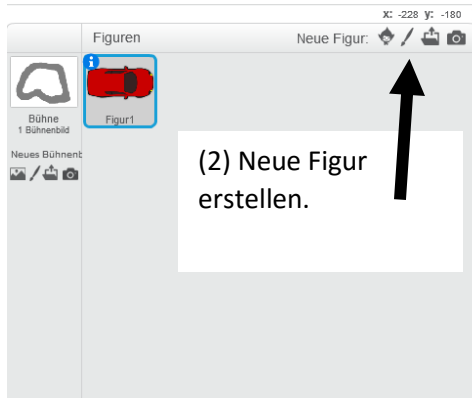 X: -228 y: -180
Figuren Neue Figur:
Bühne
1 Bühnenbild
Figur1
Neues Bühnenb
(2) Neue Figur
erstellen.